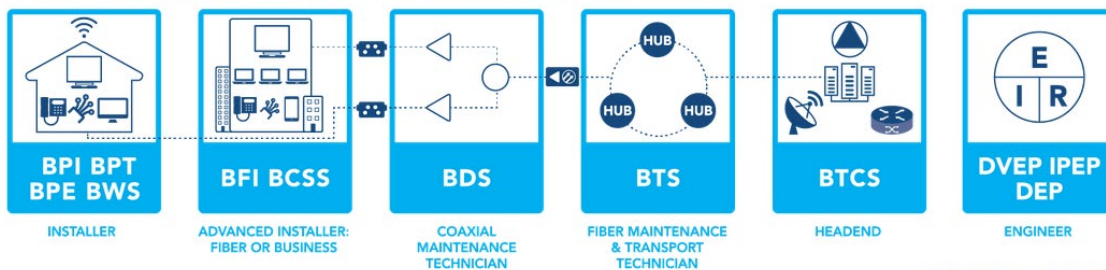 HUB
HUB
HUB
E
I R
BPI BPT
BPE BWS
BFI BCSS
BDS
BTS
BTCS
DVEP IPEP
DEP
INSTALLER
ADVANCED INSTALLER:
FIBER OR BUSINESS
COAXIAL
MAINTENANCE
TECHNICIAN
FIBER MAINTENANCE
& TRANSPORT
TECHNICIAN
HEADEND
ENGINEER